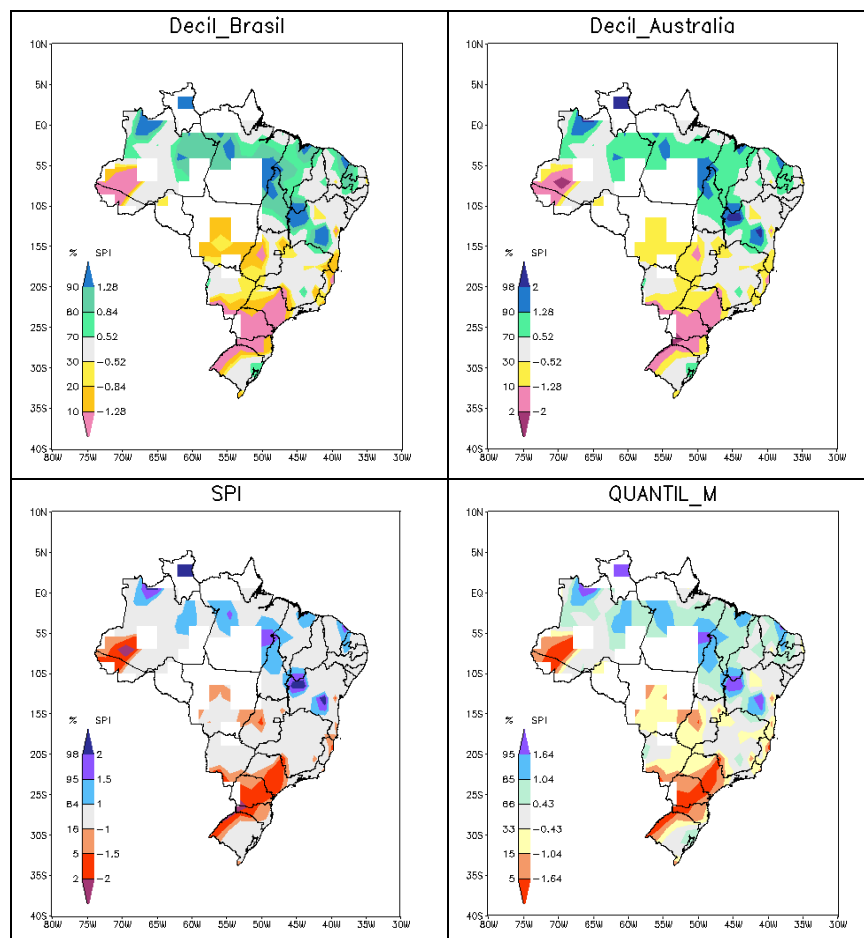 Decil_Brasil
10N
5N
EQ
5S
10S
15S
20S
25S
30S
35S
40S
% SPI
90 1.28
80 0.84
70 0.52
30 -0.52
20 -0.84
10 -1.28
80W 75W 70W 65W 60W 55W 50W 45W 40W 35W 30W
Decil_Australia
10N
5N
EQ
5S
10S
15S
20S
25S
30S
35S
40S
% SPI
98 2
90 1.28
70 0.52
30 -0.52
10 -1.28
2 -2
80W 75W 70W 65W 60W 55W 50W 45W 40W 35W 30W
SPI
10N
5N
EQ
5S
10S
15S
20S
25S
30S
35S
40S
% SPI
98 2
95 1.5
84 1
16 -1
5 -1.5
2 -2
80W 75W 70W 65W 60W 55W 50W 45W 40W 35W 30W
QUANTIL_M
10N
5N
EQ
5S
10S
15S
20S
25S
30S
35S
40S
% SPI
95 1.64
85 1.04
66 0.43
33 -0.43
15 -1.04
5 -1.64
80W 75W 70W 65W 60W 55W 50W 45W 40W 35W 30W